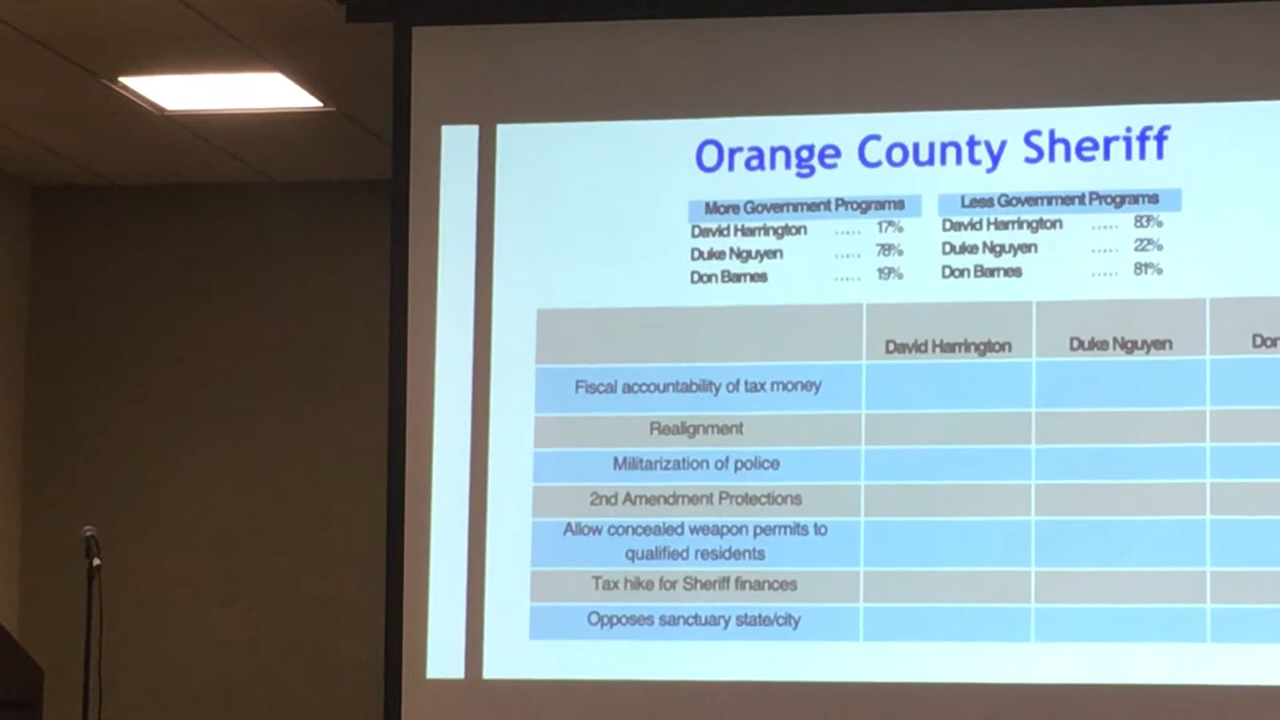 Orange County Sheriff
More Government Programs
David Harrington ..... 17%
Duke Nguyen ..... 78%
Don Barnes ..... 19%
Less Government Programs
David Harrington ..... 83%
Duke Nguyen ..... 22%
Don Barnes ..... 81%
David Harrington Duke Nguyen Don
Fiscal accountability of tax money
Realignment
Militarization of police
2nd Amendment Protections
Allow concealed weapon permits to
qualified residents
Tax hike for Sheriff finances
Opposes sanctuary state/city